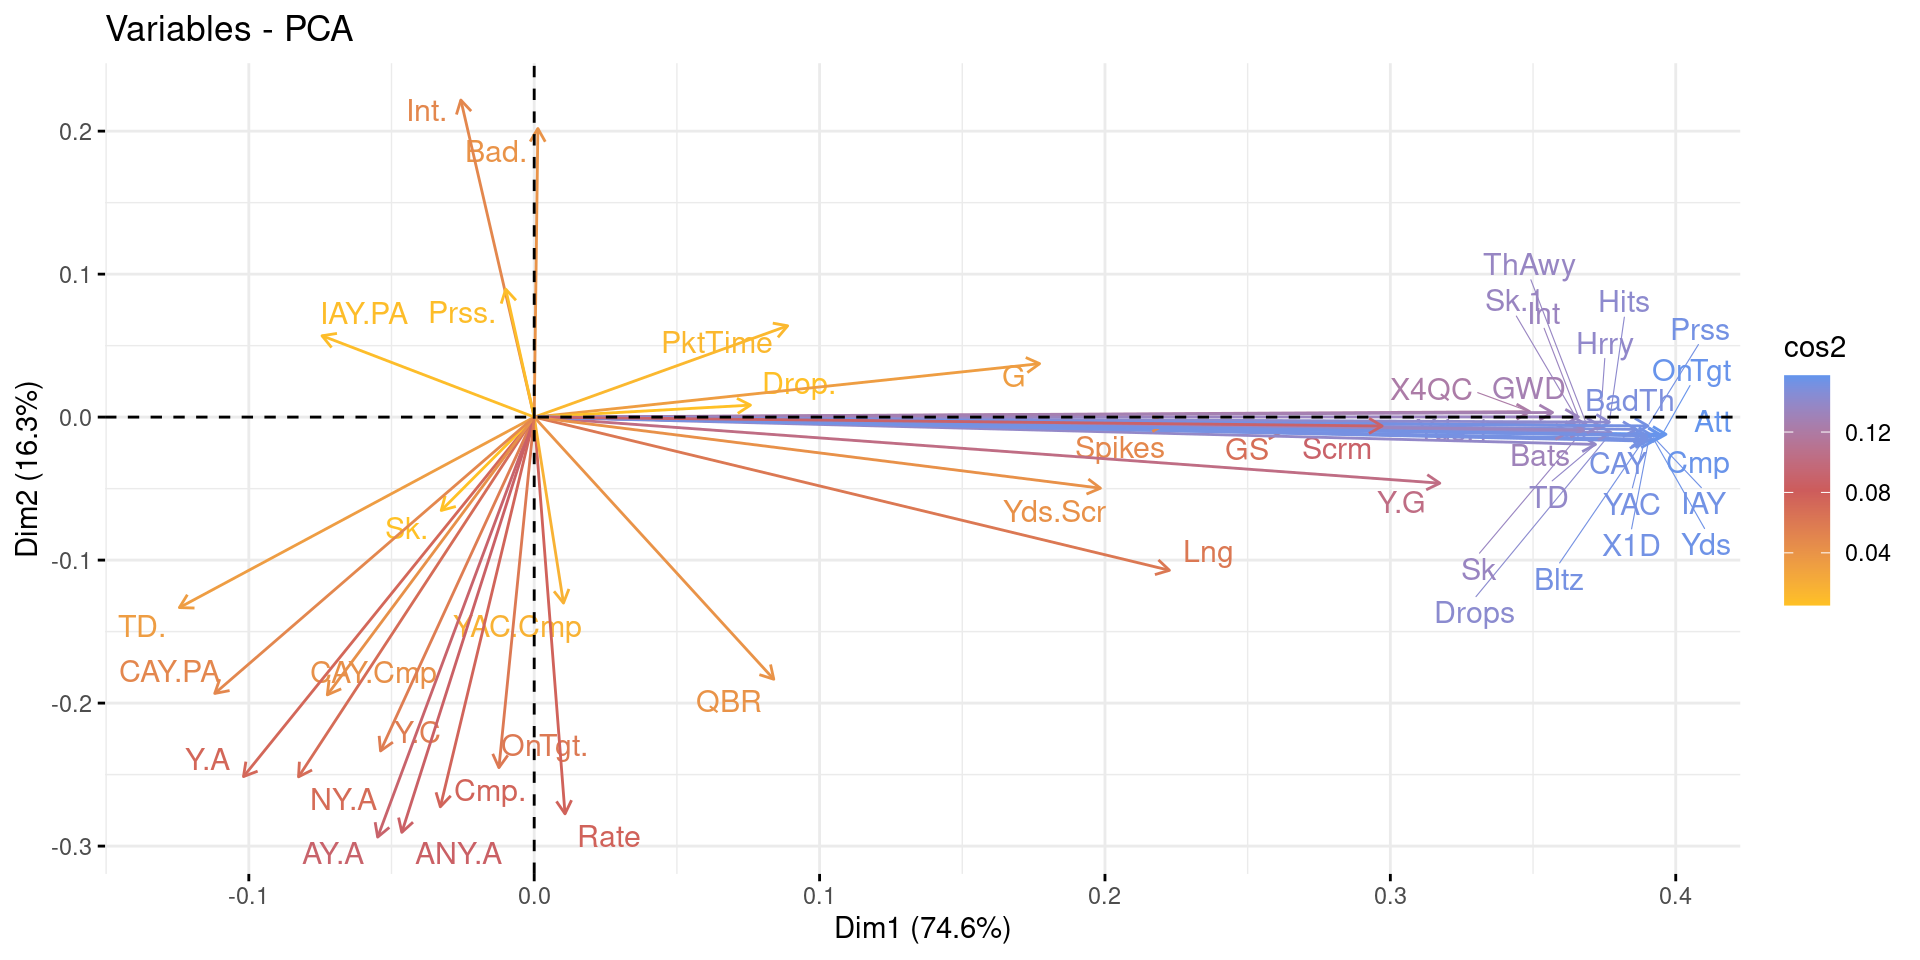 Variables - PCA
Int.
Bad.
IAY.PA
Prss.
PktTime
Drop.
G
ThAwy
Sk.1
Int
Hits
Hrry
Prss
OnTgt
X4QC
GWD
BadTh
Att
Spikes
GS
Scrm
Bats
CAY
Cmp
Y.G
TD
YAC
IAY
Yds.Scr
X1D
Yds
Sk.
Lng
Sk
Bltz
Drops
TD.
YAC.Cmp
CAY.PA
CAY.Cmp
QBR
Y.C
OnTgt.
Y.A
NY.A
Cmp.
Rate
AY.A
ANY.A
0.2
0.1
0.0
-0.1
-0.2
-0.3
Dim2 (16.3%)
-0.1
0.0
0.1
0.2
0.3
0.4
Dim1 (74.6%)
cos2
0.12
0.08
0.04